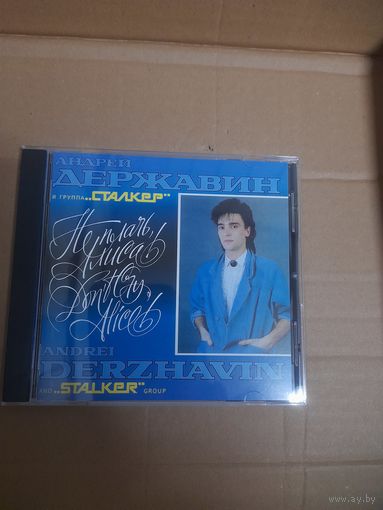 АНДРЕЙ
ДЕРЖАВИН
И ГРУППА „СТАЛКЕР"
Не плачь,
Алиса!
Don't Cry,
Alice!
ANDREI
DERZHAVIN
AND „STALKER" GROUP
www.ay.by